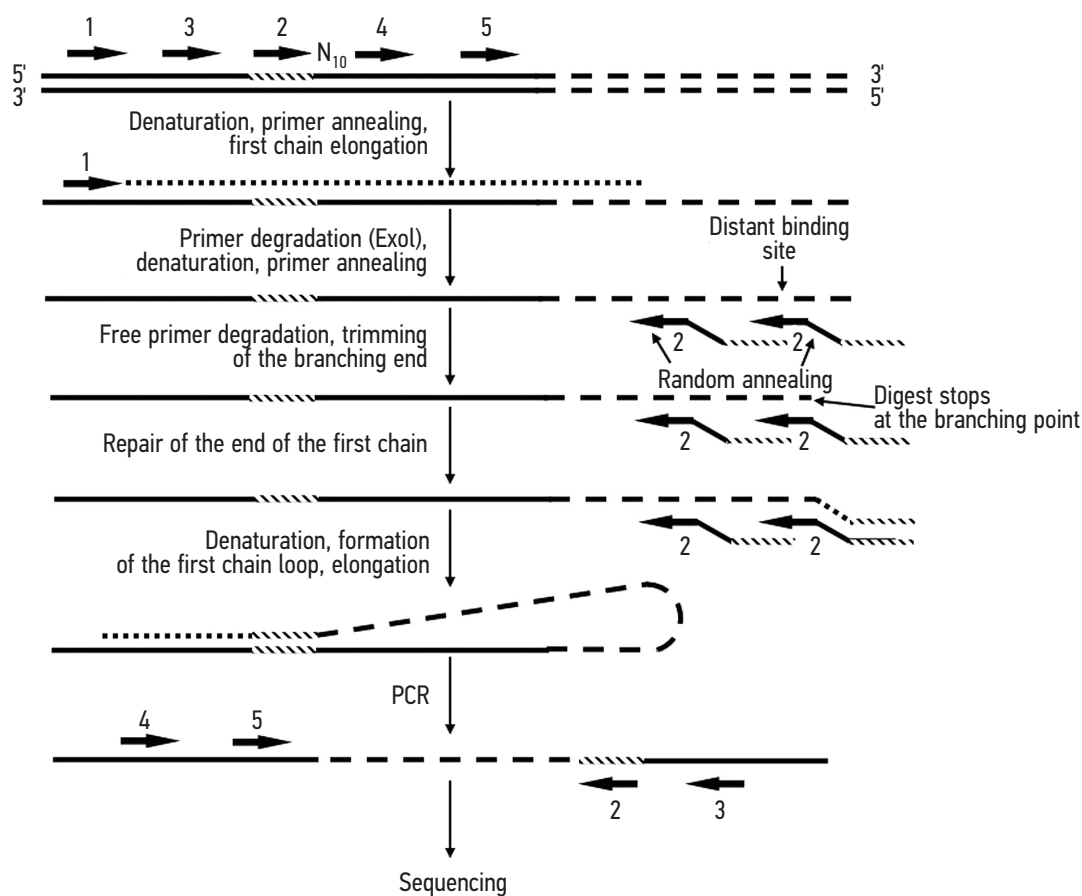 1 3 2 N10 4 5
5' 3'
3' 5'
Denaturation, primer annealing,
first chain elongation
1
Primer degradation (ExoI),
denaturation, primer annealing
Distant binding
site
Free primer degradation, trimming
of the branching end
2 2
Random annealing
Digest stops
at the branching point
2 2
Repair of the end of the first chain
2 2
Denaturation, formation
of the first chain loop, elongation
PCR
4 5
2 3
Sequencing